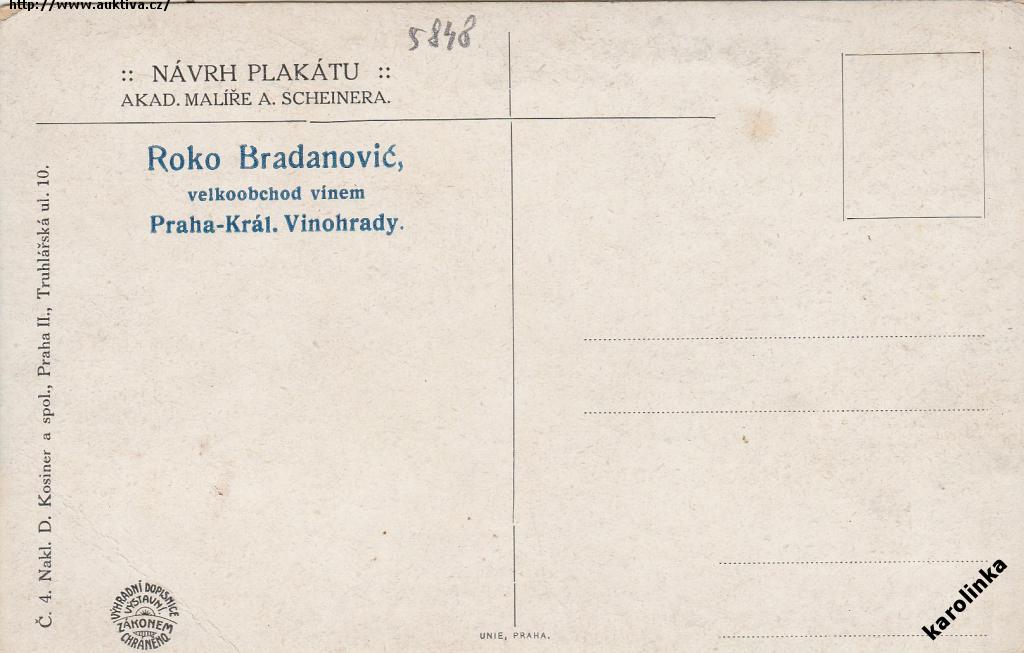 http://www.auktiva.cz/
5848
:: NÁVRH PLAKÁTU ::
AKAD. MALÍŘE A. SCHEINERA.
Roko Bradanović,
velkoobchod vínem
Praha-Král. Vinohrady.
Č. 4. Nakl. D. Kosiner a spol., Praha II., Truhlářská ul. 10.
VÝHRADNÍ DOPISNICE
VÝSTAVNÍ
ZÁKONEM
CHRÁNĚNO
UNIE, PRAHA.
karolinka